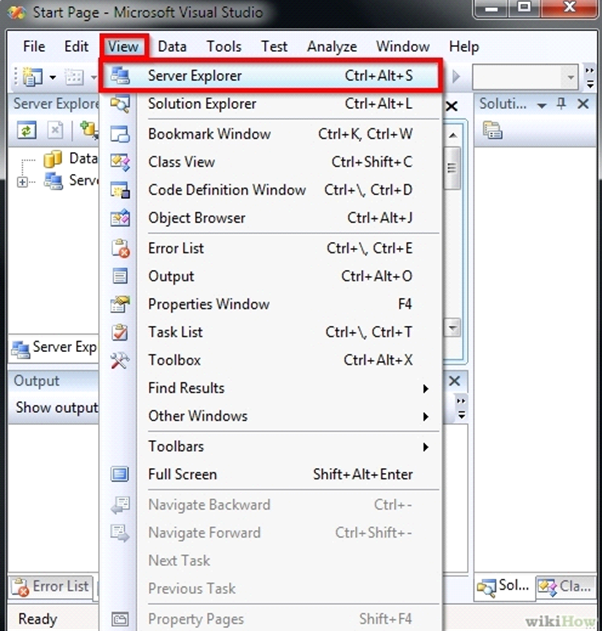 Start Page - Microsoft Visual Studio
File Edit View Data Tools Test Analyze Window Help
Server Explorer Ctrl+Alt+S
Solution Explorer Ctrl+Alt+L
Bookmark Window Ctrl+K, Ctrl+W
Class View Ctrl+Shift+C
Code Definition Window Ctrl+\, Ctrl+D
Object Browser Ctrl+Alt+J
Error List Ctrl+\, Ctrl+E
Output Ctrl+Alt+O
Properties Window F4
Task List Ctrl+\, Ctrl+T
Toolbox Ctrl+Alt+X
Find Results
Other Windows
Toolbars
Full Screen Shift+Alt+Enter
Navigate Backward Ctrl+-
Navigate Forward Ctrl+Shift+-
Next Task
Previous Task
Property Pages Shift+F4
Server Explore
Data
Serve
Server Exp
Output
Show output
Error List
Ready
Soluti...
Sol... Cla...
wikiHow